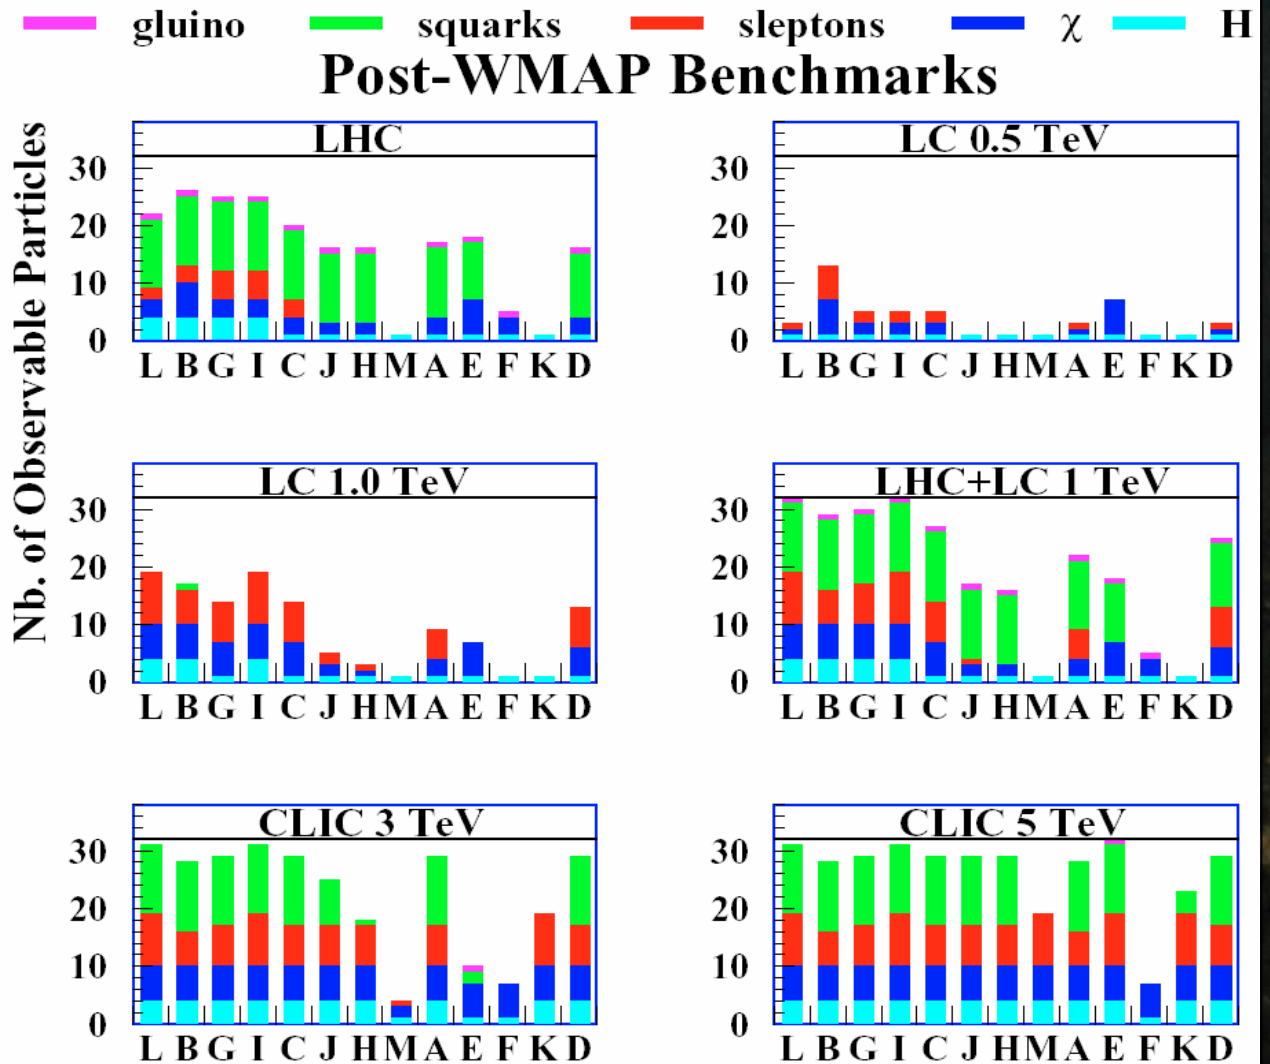 gluino squarks sleptons χ H
Post-WMAP Benchmarks
Nb. of Observable Particles
LHC
30
20
10
0
L B G I C J H M A E F K D
LC 0.5 TeV
30
20
10
0
L B G I C J H M A E F K D
LC 1.0 TeV
30
20
10
0
L B G I C J H M A E F K D
LHC+LC 1 TeV
30
20
10
0
L B G I C J H M A E F K D
CLIC 3 TeV
30
20
10
0
L B G I C J H M A E F K D
CLIC 5 TeV
30
20
10
0
L B G I C J H M A E F K D